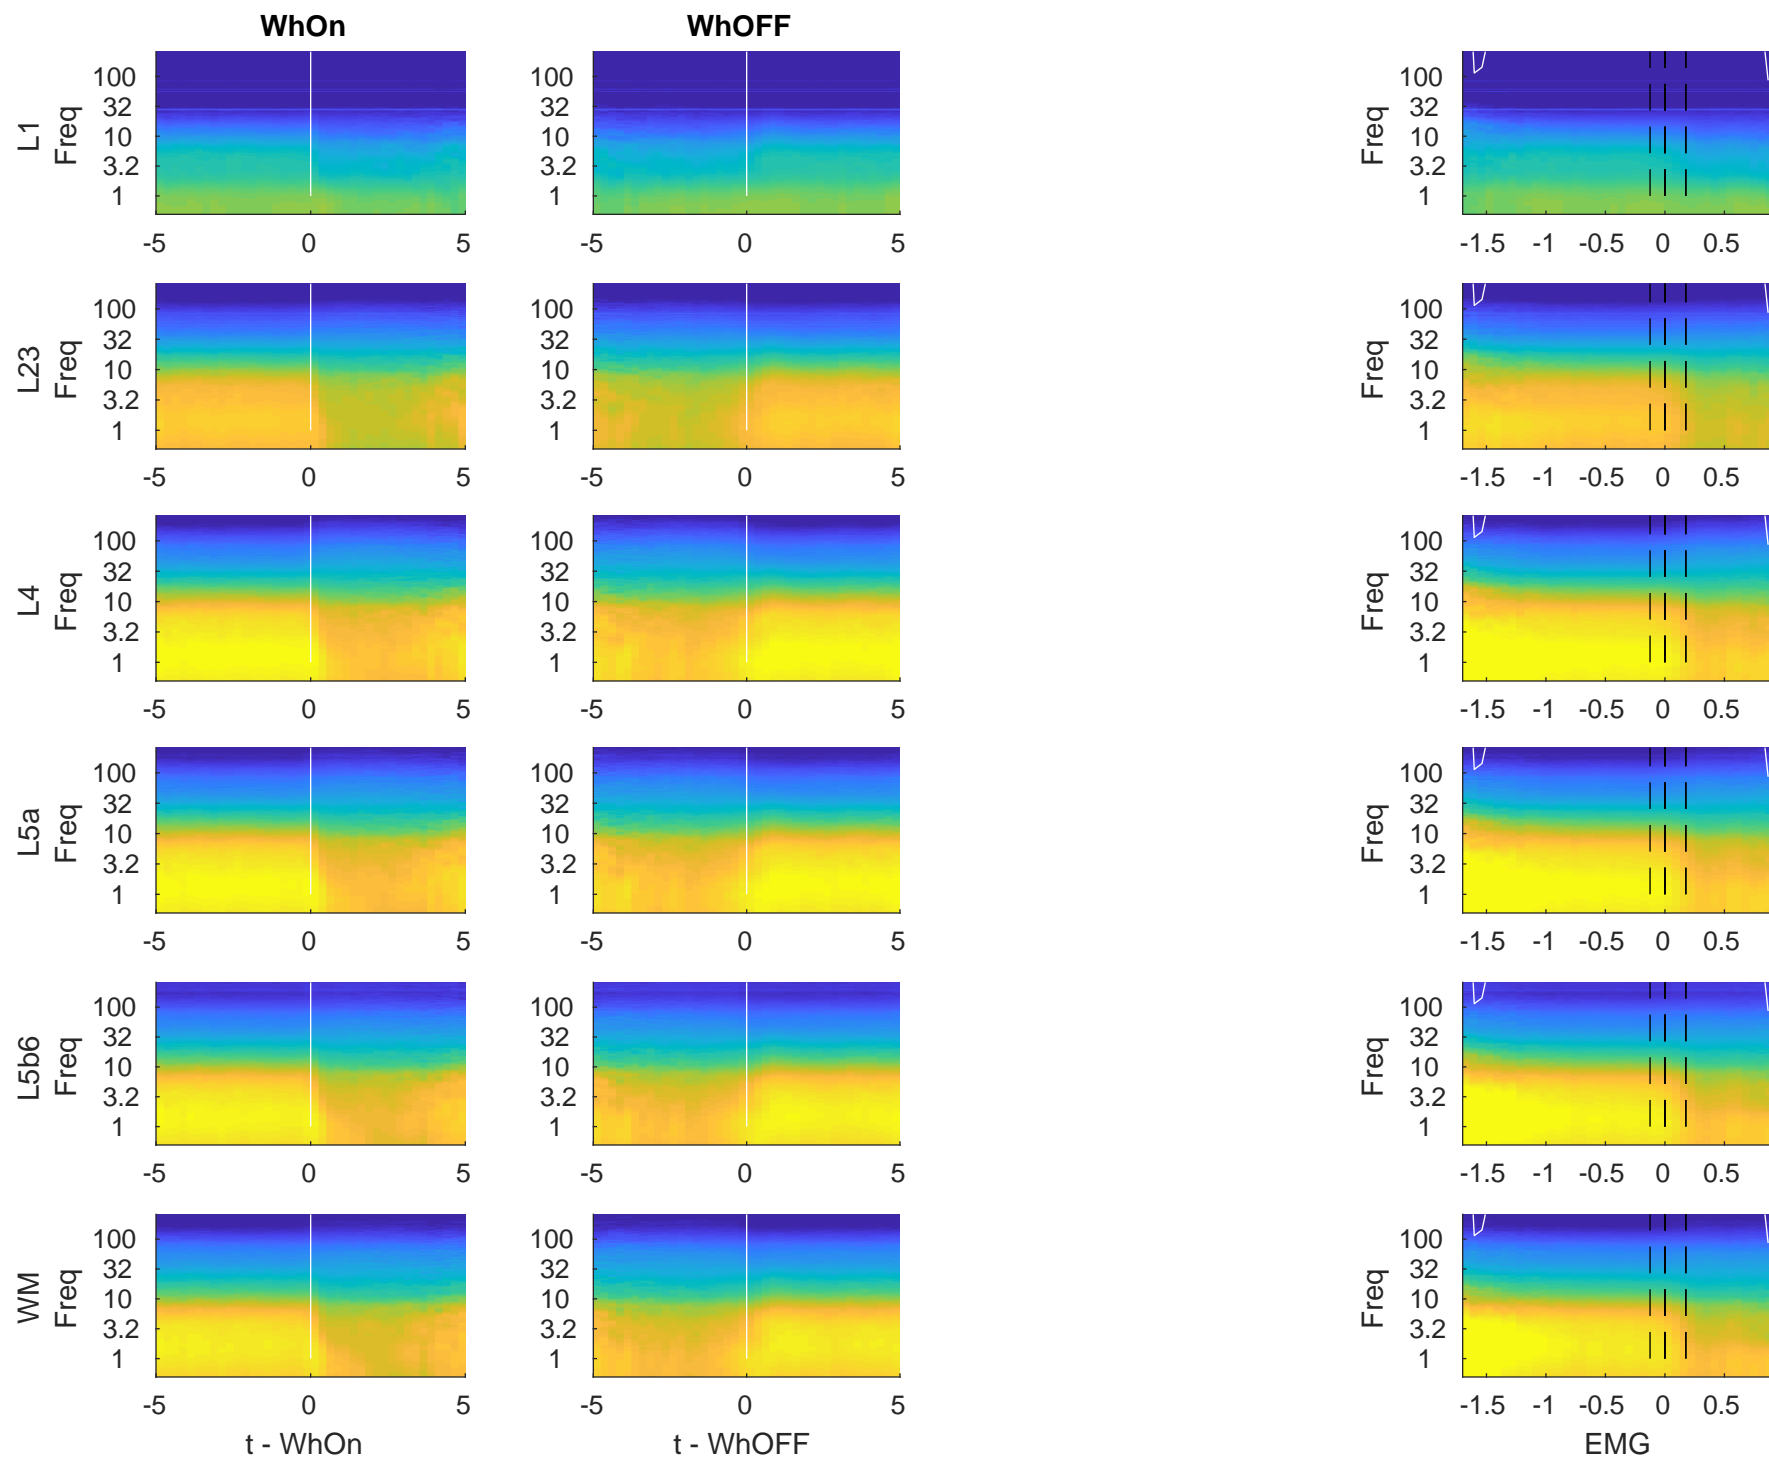 WhOn WhOFF
L1 Freq 100 32 10 3.2 1 -5 0 5
100 32 10 3.2 1 -5 0 5
Freq 100 32 10 3.2 1 -1.5 -1 -0.5 0 0.5
L23 Freq 100 32 10 3.2 1 -5 0 5
100 32 10 3.2 1 -5 0 5
Freq 100 32 10 3.2 1 -1.5 -1 -0.5 0 0.5
L4 Freq 100 32 10 3.2 1 -5 0 5
100 32 10 3.2 1 -5 0 5
Freq 100 32 10 3.2 1 -1.5 -1 -0.5 0 0.5
L5a Freq 100 32 10 3.2 1 -5 0 5
100 32 10 3.2 1 -5 0 5
Freq 100 32 10 3.2 1 -1.5 -1 -0.5 0 0.5
L5b6 Freq 100 32 10 3.2 1 -5 0 5
100 32 10 3.2 1 -5 0 5
Freq 100 32 10 3.2 1 -1.5 -1 -0.5 0 0.5
WM Freq 100 32 10 3.2 1 -5 0 5
100 32 10 3.2 1 -5 0 5
Freq 100 32 10 3.2 1 -1.5 -1 -0.5 0 0.5
t - WhOn t - WhOFF EMG